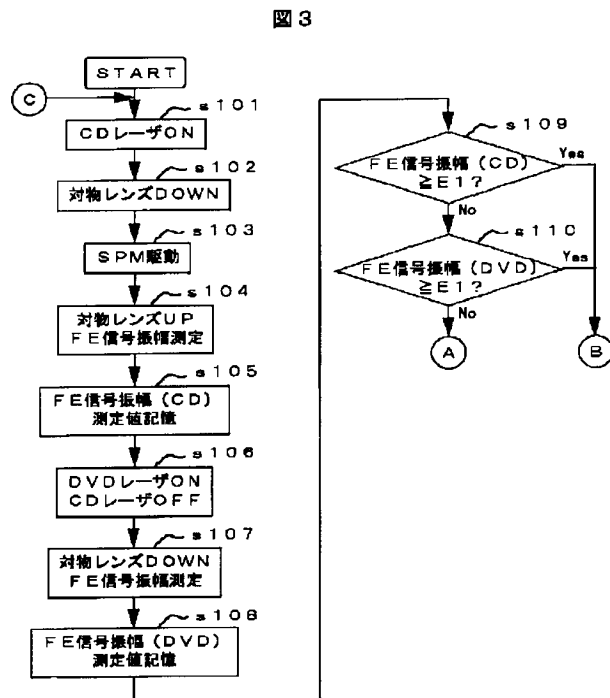 図3
START
C
s101
CDレーザON
s102
対物レンズDOWN
s103
SPM駆動
s104
対物レンズUP
FE信号振幅測定
s105
FE信号振幅(CD)
測定値記憶
s106
DVDレーザON
CDレーザOFF
s107
対物レンズDOWN
FE信号振幅測定
s108
FE信号振幅(DVD)
測定値記憶
s109
FE信号振幅(CD)
≧E1?
Yes
No
s110
FE信号振幅(DVD)
≧E1?
Yes
No
A
B